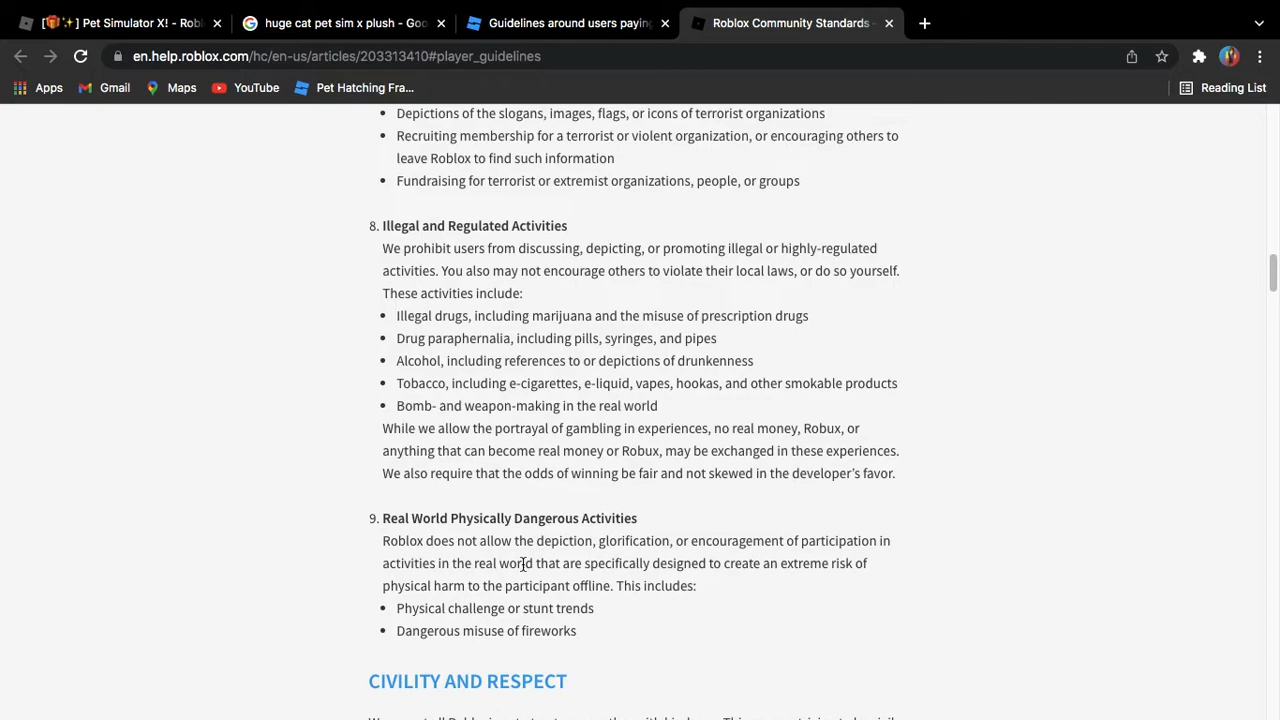 [🎁✨] Pet Simulator X! - Robl
huge cat pet sim x plush - Goo
Guidelines around users paying
Roblox Community Standards -
en.help.roblox.com/hc/en-us/articles/203313410#player_guidelines
Apps
Gmail
Maps
YouTube
Pet Hatching Fra...
Reading List
• Depictions of the slogans, images, flags, or icons of terrorist organizations
• Recruiting membership for a terrorist or violent organization, or encouraging others to
leave Roblox to find such information
• Fundraising for terrorist or extremist organizations, people, or groups
8. Illegal and Regulated Activities
We prohibit users from discussing, depicting, or promoting illegal or highly-regulated
activities. You also may not encourage others to violate their local laws, or do so yourself.
These activities include:
• Illegal drugs, including marijuana and the misuse of prescription drugs
• Drug paraphernalia, including pills, syringes, and pipes
• Alcohol, including references to or depictions of drunkenness
• Tobacco, including e-cigarettes, e-liquid, vapes, hookas, and other smokable products
• Bomb- and weapon-making in the real world
While we allow the portrayal of gambling in experiences, no real money, Robux, or
anything that can become real money or Robux, may be exchanged in these experiences.
We also require that the odds of winning be fair and not skewed in the developer's favor.
9. Real World Physically Dangerous Activities
Roblox does not allow the depiction, glorification, or encouragement of participation in
activities in the real world that are specifically designed to create an extreme risk of
physical harm to the participant offline. This includes:
• Physical challenge or stunt trends
• Dangerous misuse of fireworks
CIVILITY AND RESPECT